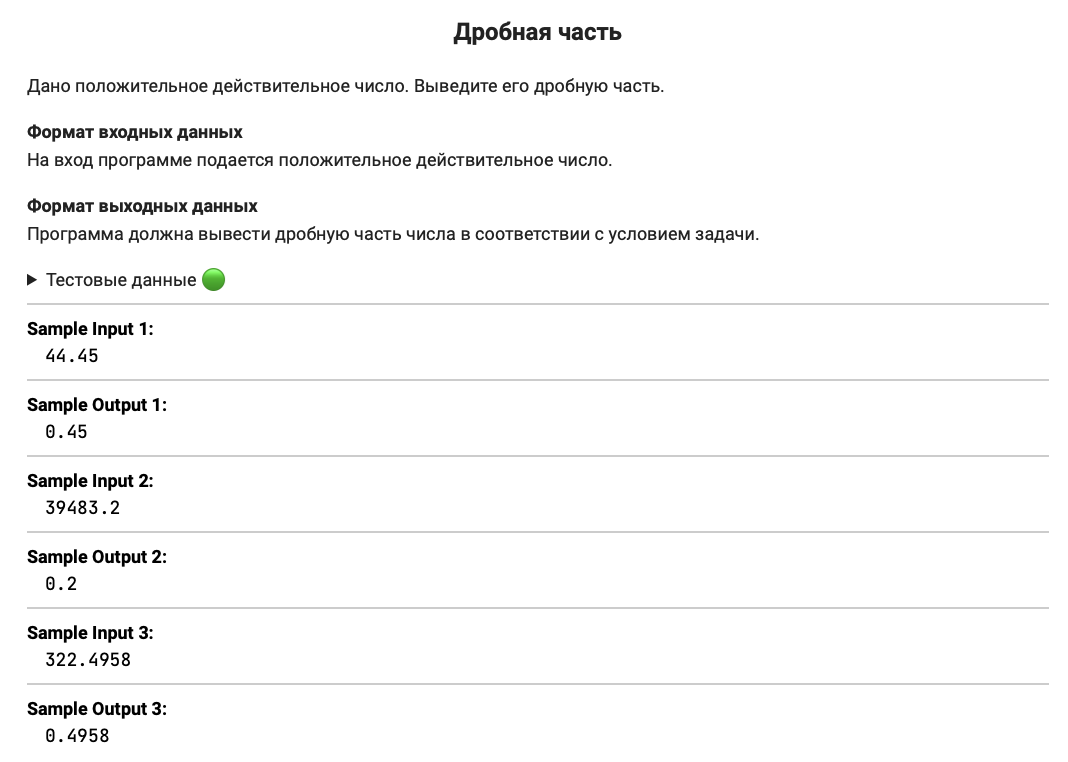 Дробная часть
Дано положительное действительное число. Выведите его дробную часть.
Формат входных данных
На вход программе подается положительное действительное число.
Формат выходных данных
Программа должна вывести дробную часть числа в соответствии с условием задачи.
Тестовые данные
Sample Input 1:
44.45
Sample Output 1:
0.45
Sample Input 2:
39483.2
Sample Output 2:
0.2
Sample Input 3:
322.4958
Sample Output 3:
0.4958